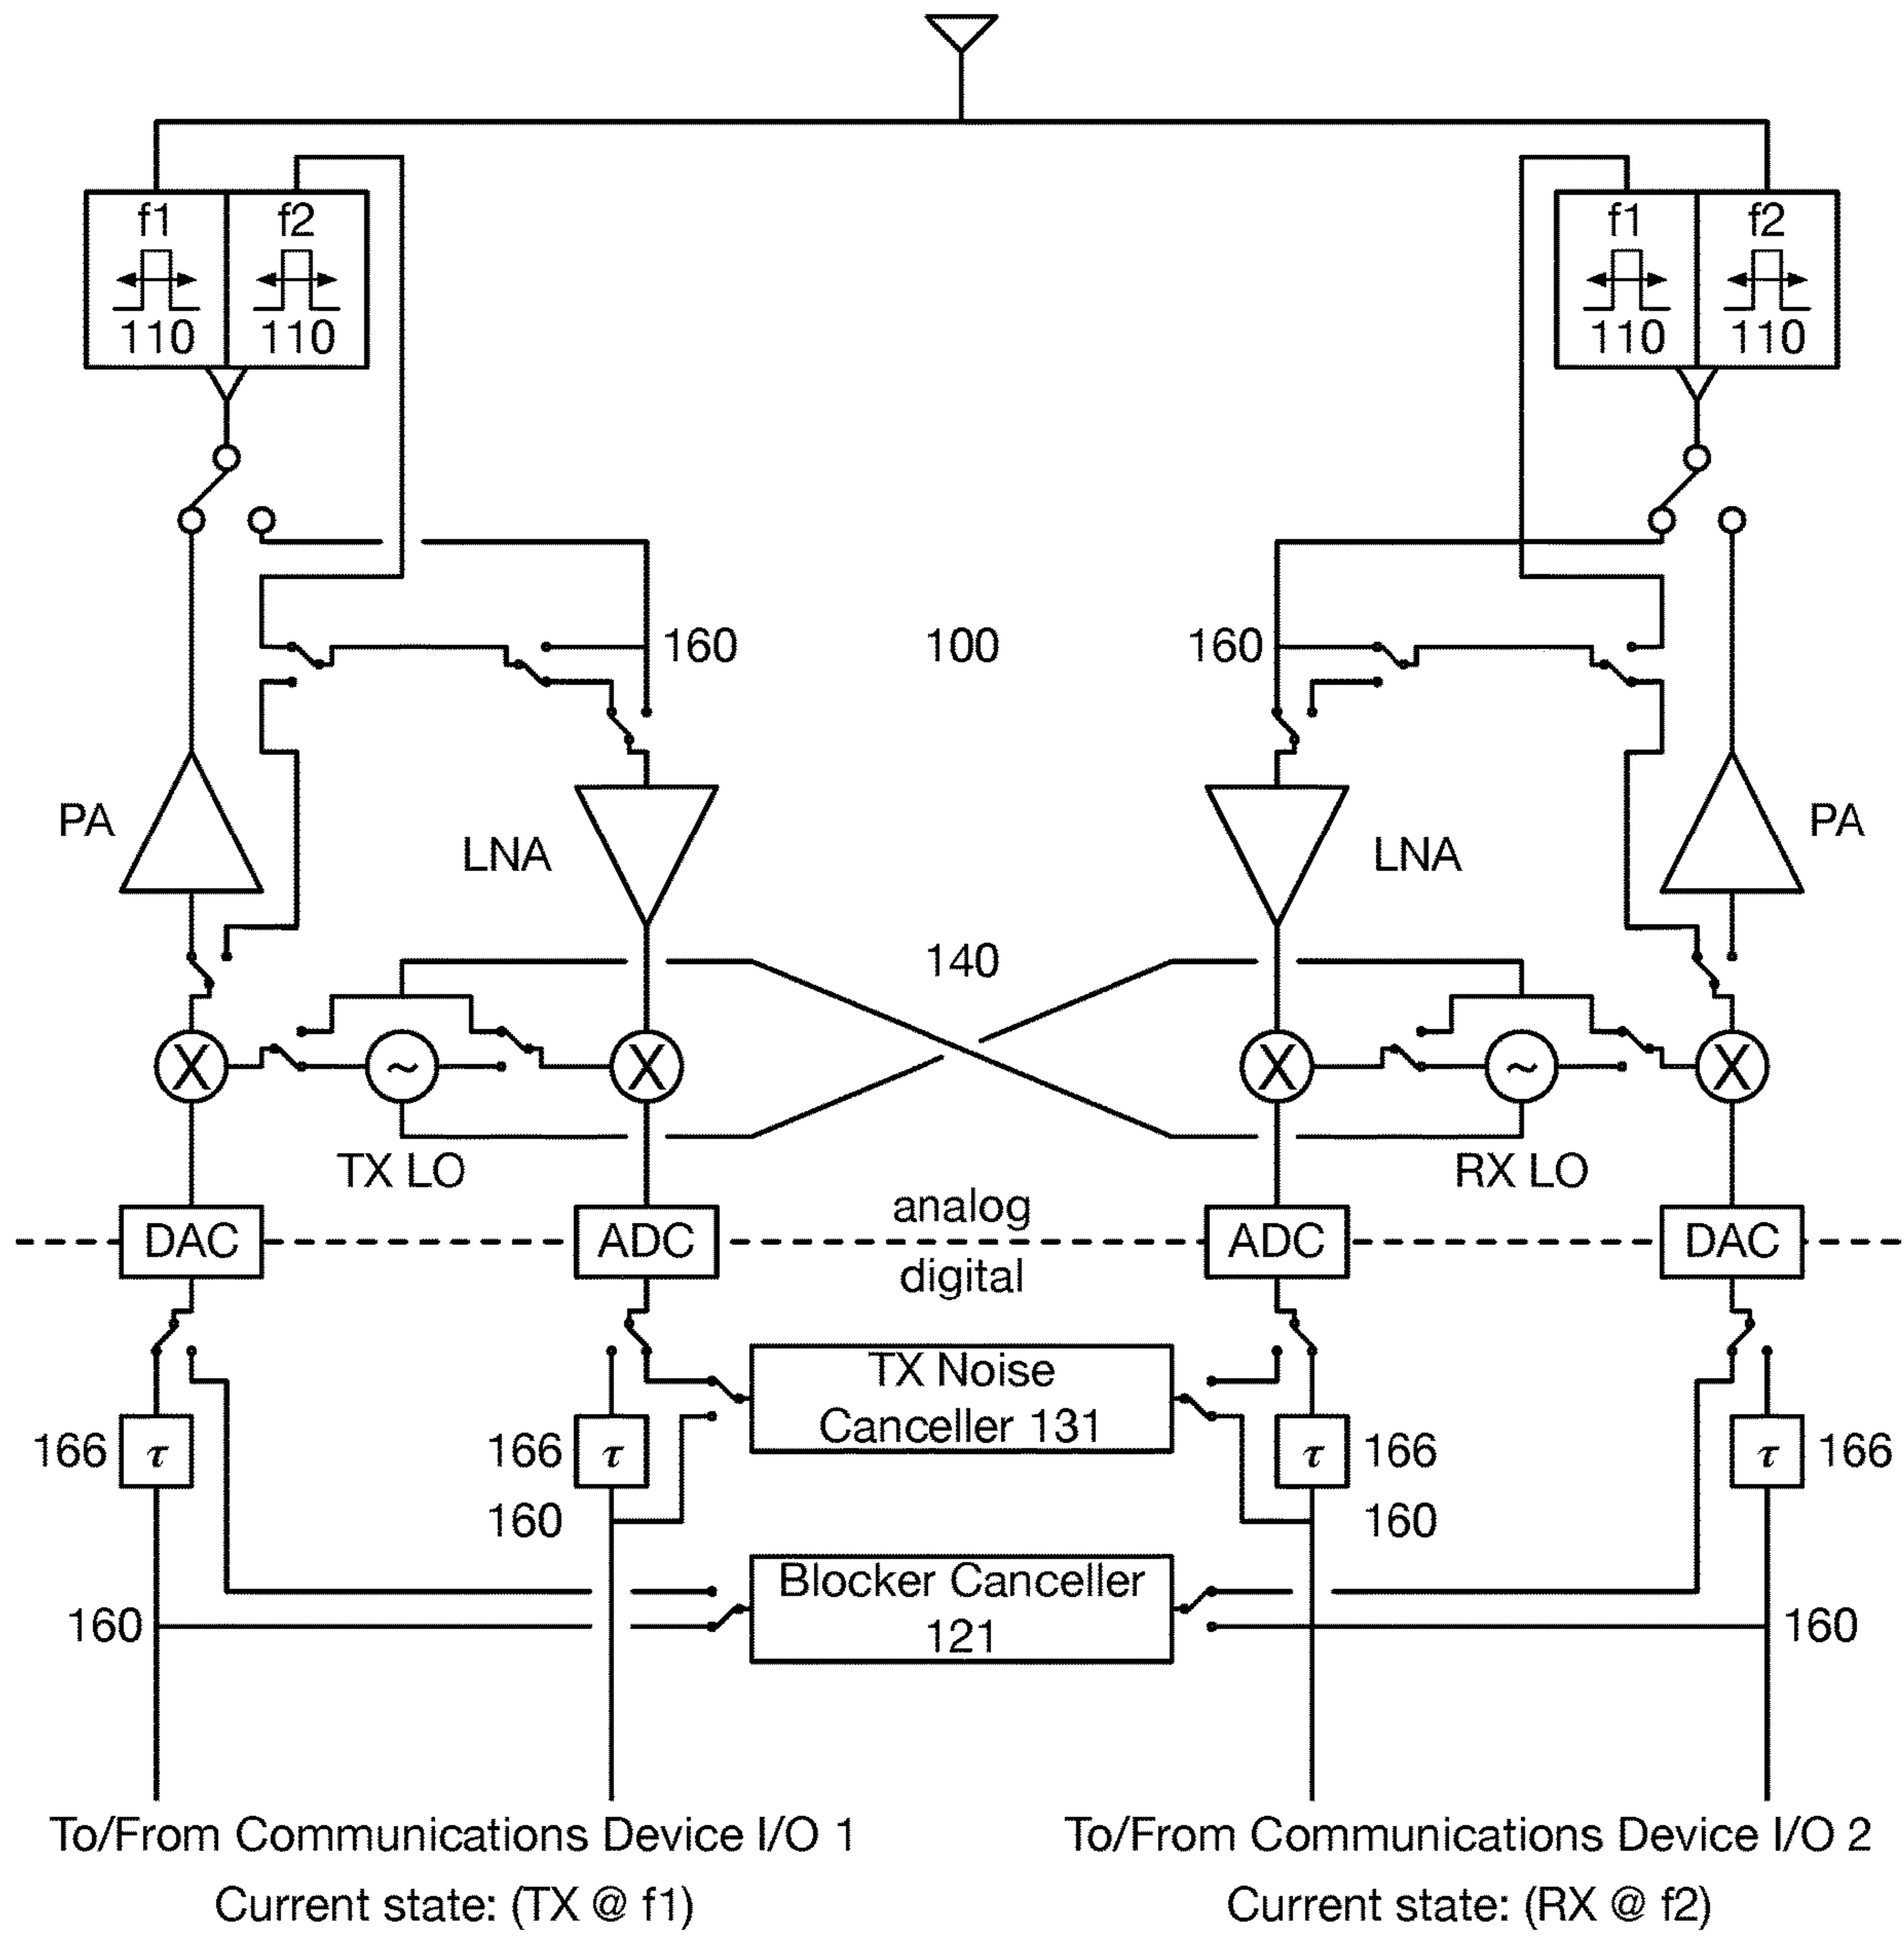 f1 f2 f1 f2
110 110 110 110
160 100 160
PA LNA LNA PA
140
X ~ X X ~ X
TX LO RX LO
analog
DAC ADC ADC DAC
digital
TX Noise
Canceller 131
166 τ 166 τ τ 166 τ 166
160 160
Blocker Canceller
121
160 160
To/From Communications Device I/O 1 To/From Communications Device I/O 2
Current state: (TX @ f1) Current state: (RX @ f2)